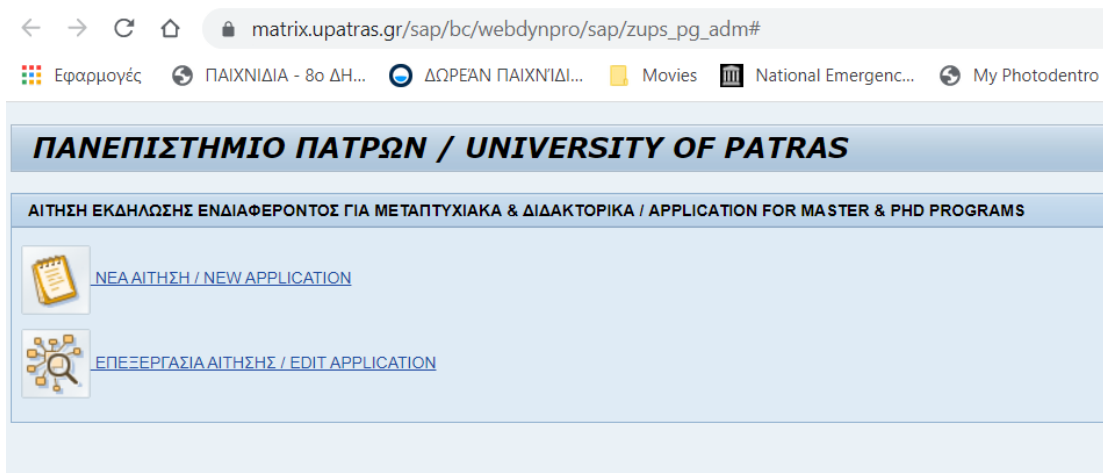 matrix.upatras.gr/sap/bc/webdynpro/sap/zups_pg_adm#
Εφαρμογές ΠΑΙΧΝΙΔΙΑ - 8ο ΔΗ... ΔΩΡΕΆΝ ΠΑΙΧΝΊΔΙ... Movies National Emergenc... My Photodentro
ΠΑΝΕΠΙΣΤΗΜΙΟ ΠΑΤΡΩΝ / UNIVERSITY OF PATRAS
ΑΙΤΗΣΗ ΕΚΔΗΛΩΣΗΣ ΕΝΔΙΑΦΕΡΟΝΤΟΣ ΓΙΑ ΜΕΤΑΠΤΥΧΙΑΚΑ & ΔΙΔΑΚΤΟΡΙΚΑ / APPLICATION FOR MASTER & PHD PROGRAMS
ΝΕΑ ΑΙΤΗΣΗ / NEW APPLICATION
ΕΠΕΞΕΡΓΑΣΙΑ ΑΙΤΗΣΗΣ / EDIT APPLICATION